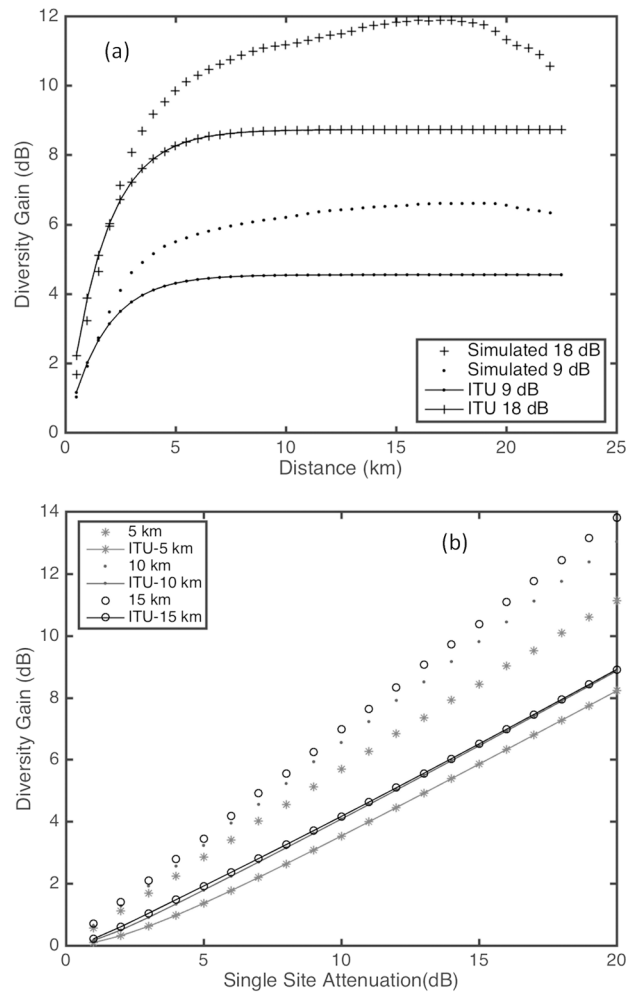 (a)
12
10
8
6
4
2
0
Diversity Gain (dB)
Simulated 18 dB
Simulated 9 dB
ITU 9 dB
ITU 18 dB
0 5 10 15 20 25
Distance (km)
(b)
14
12
10
8
6
4
2
0
Diversity Gain (dB)
5 km
ITU-5 km
10 km
ITU-10 km
15 km
ITU-15 km
0 5 10 15 20
Single Site Attenuation(dB)